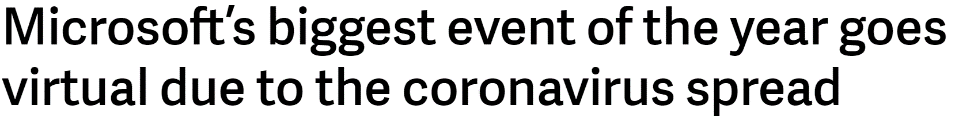 Microsoft’s biggest event of the year goes
virtual due to the coronavirus spread